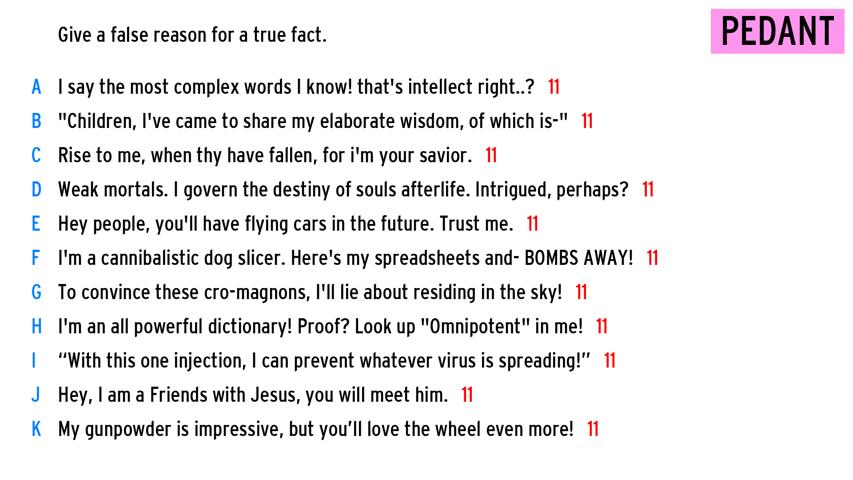 Give a false reason for a true fact.
PEDANT
A I say the most complex words I know! that's intellect right..? 11
B "Children, I've came to share my elaborate wisdom, of which is-" 11
C Rise to me, when thy have fallen, for i'm your savior. 11
D Weak mortals. I govern the destiny of souls afterlife. Intrigued, perhaps? 11
E Hey people, you'll have flying cars in the future. Trust me. 11
F I'm a cannibalistic dog slicer. Here's my spreadsheets and- BOMBS AWAY! 11
G To convince these cro-magnons, I'll lie about residing in the sky! 11
H I'm an all powerful dictionary! Proof? Look up "Omnipotent" in me! 11
I “With this one injection, I can prevent whatever virus is spreading!” 11
J Hey, I am a Friends with Jesus, you will meet him. 11
K My gunpowder is impressive, but you’ll love the wheel even more! 11